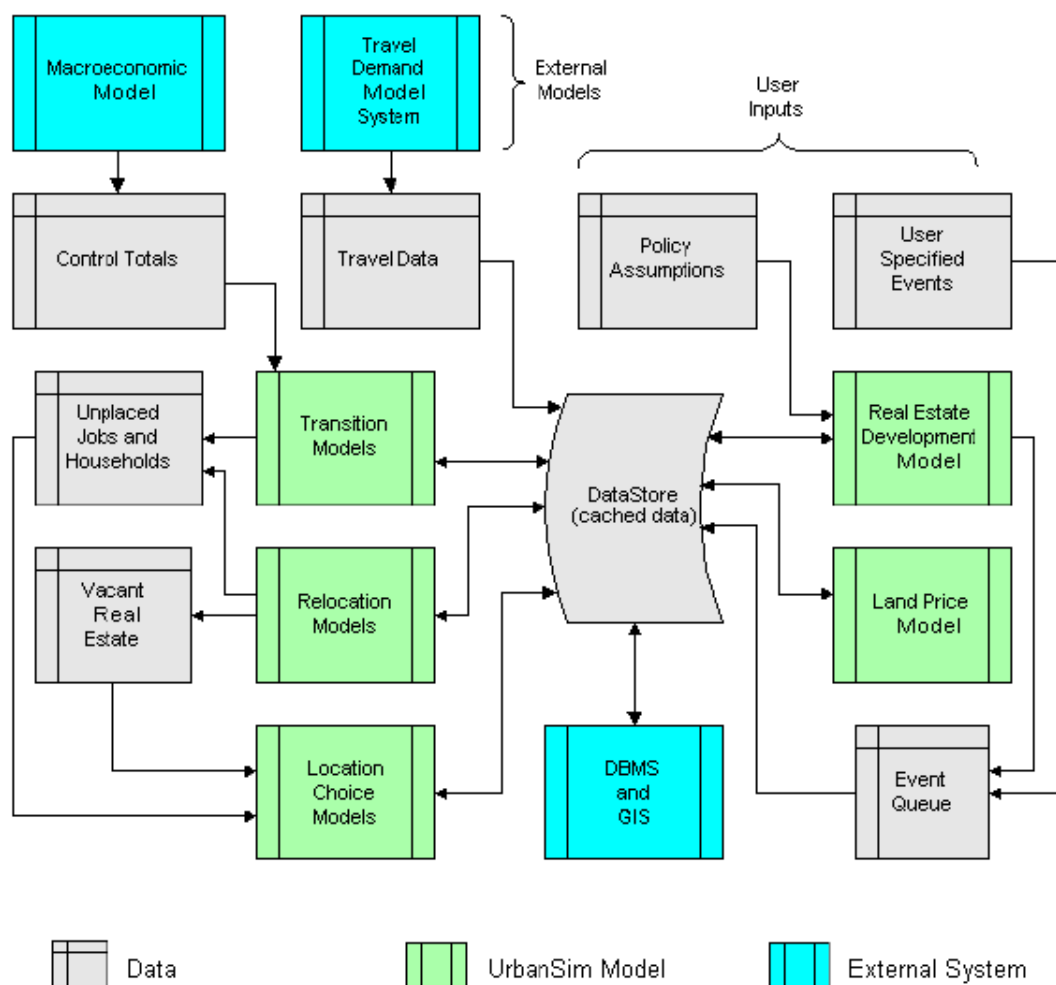 Macroeconomic
Model
Travel
Demand
Model
System
External
Models
User
Inputs
Control Totals
Travel Data
Policy
Assumptions
User
Specified
Events
Unplaced
Jobs and
Households
Transition
Models
DataStore
(cached data)
Real Estate
Development
Model
Vacant
Real
Estate
Relocation
Models
Land Price
Model
Location
Choice
Models
DBMS
and
GIS
Event
Queue
Data
UrbanSim Model
External System